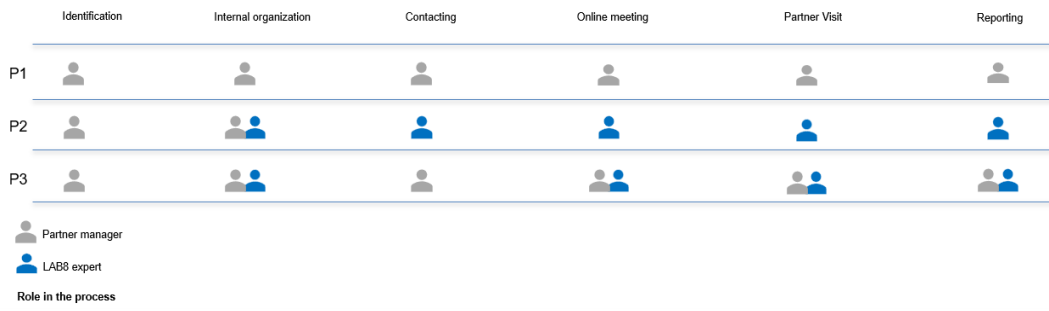 Identification Internal organization Contacting Online meeting Partner Visit Reporting
P1
P2
P3
Partner manager
LAB8 expert
Role in the process